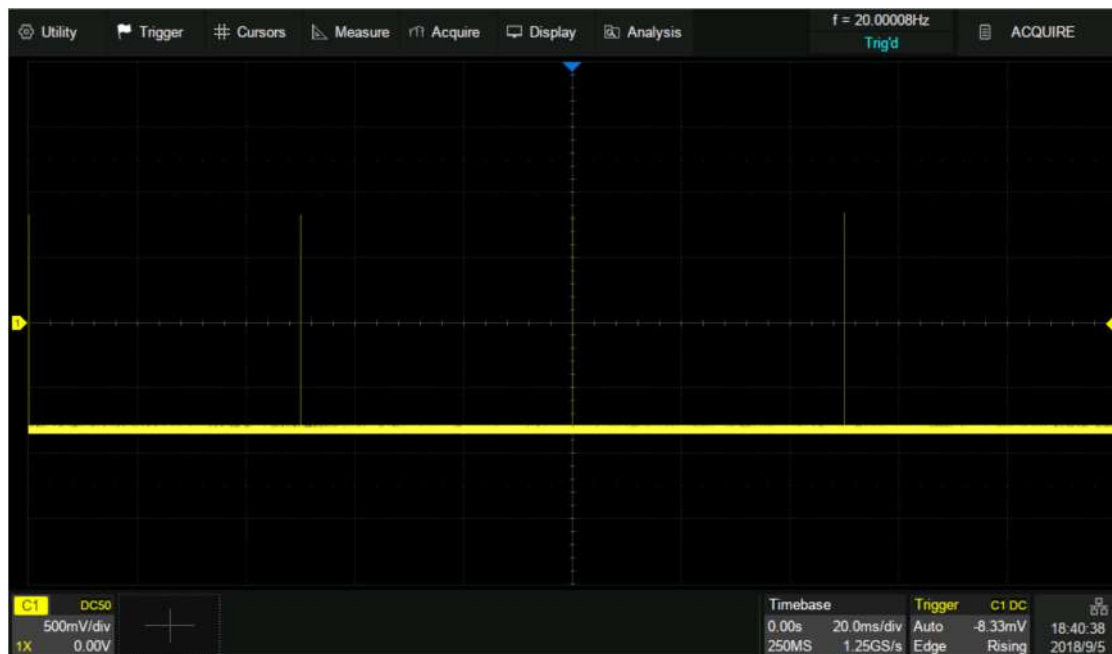 Utility Trigger Cursors Measure Acquire Display Analysis f = 20.00008Hz ACQUIRE
Trig'd
1
C1 DC50 Timebase Trigger C1 DC
500mV/div 0.00s 20.0ms/div Auto -8.33mV 18:40:38
1X 0.00V 250MS 1.25GS/s Edge Rising 2018/9/5